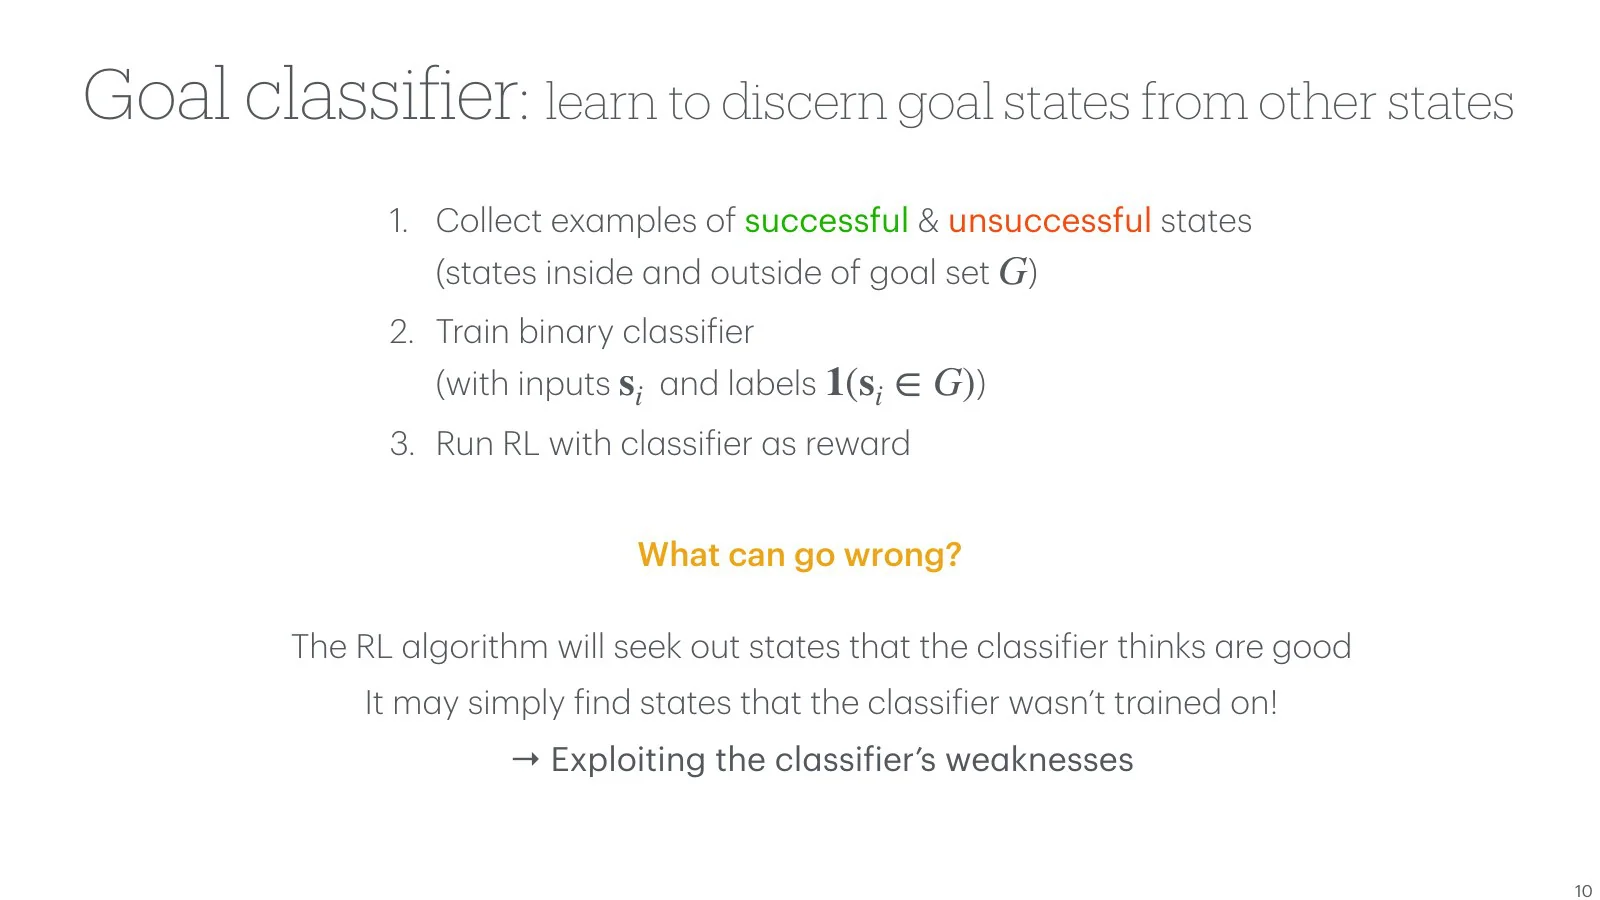 Goal classifier: learn to discern goal states from other states
1. Collect examples of successful & unsuccessful states
(states inside and outside of goal set G)
2. Train binary classifier
(with inputs sᵢ and labels 1(sᵢ ∈ G))
3. Run RL with classifier as reward
What can go wrong?
The RL algorithm will seek out states that the classifier thinks are good
It may simply find states that the classifier wasn’t trained on!
→ Exploiting the classifier’s weaknesses
10